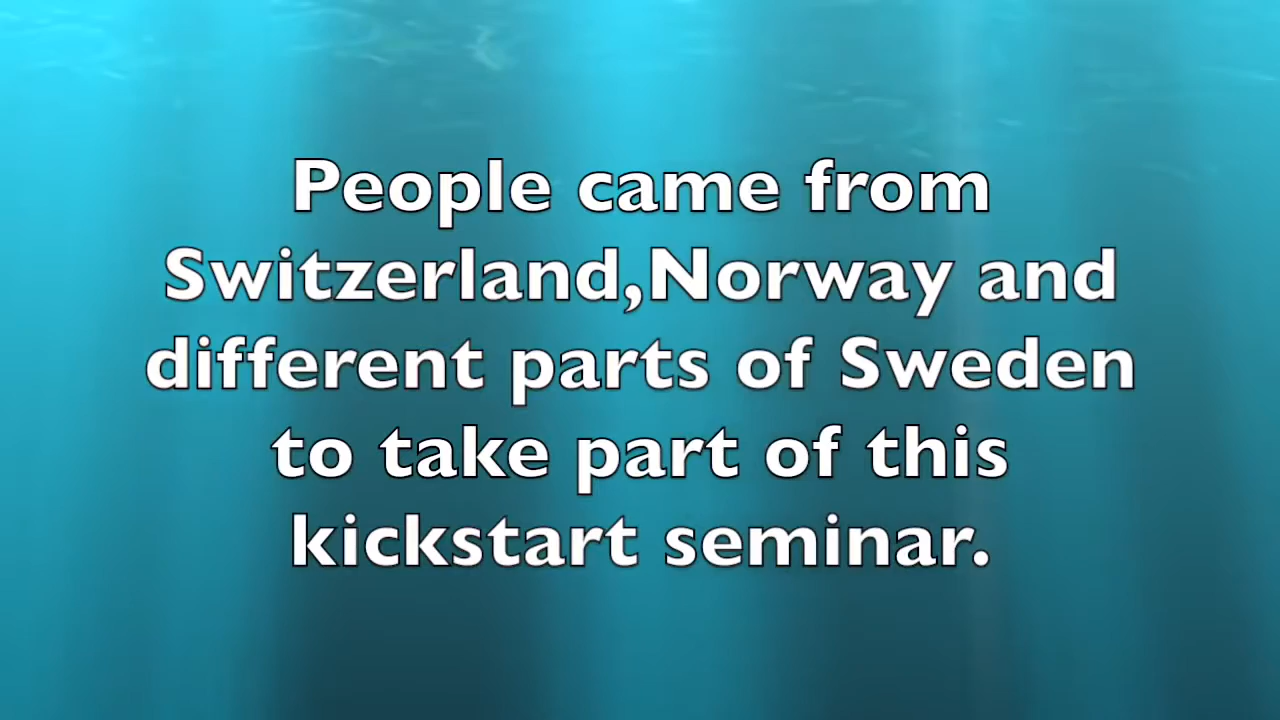 People came from
Switzerland,Norway and
different parts of Sweden
to take part of this
kickstart seminar.